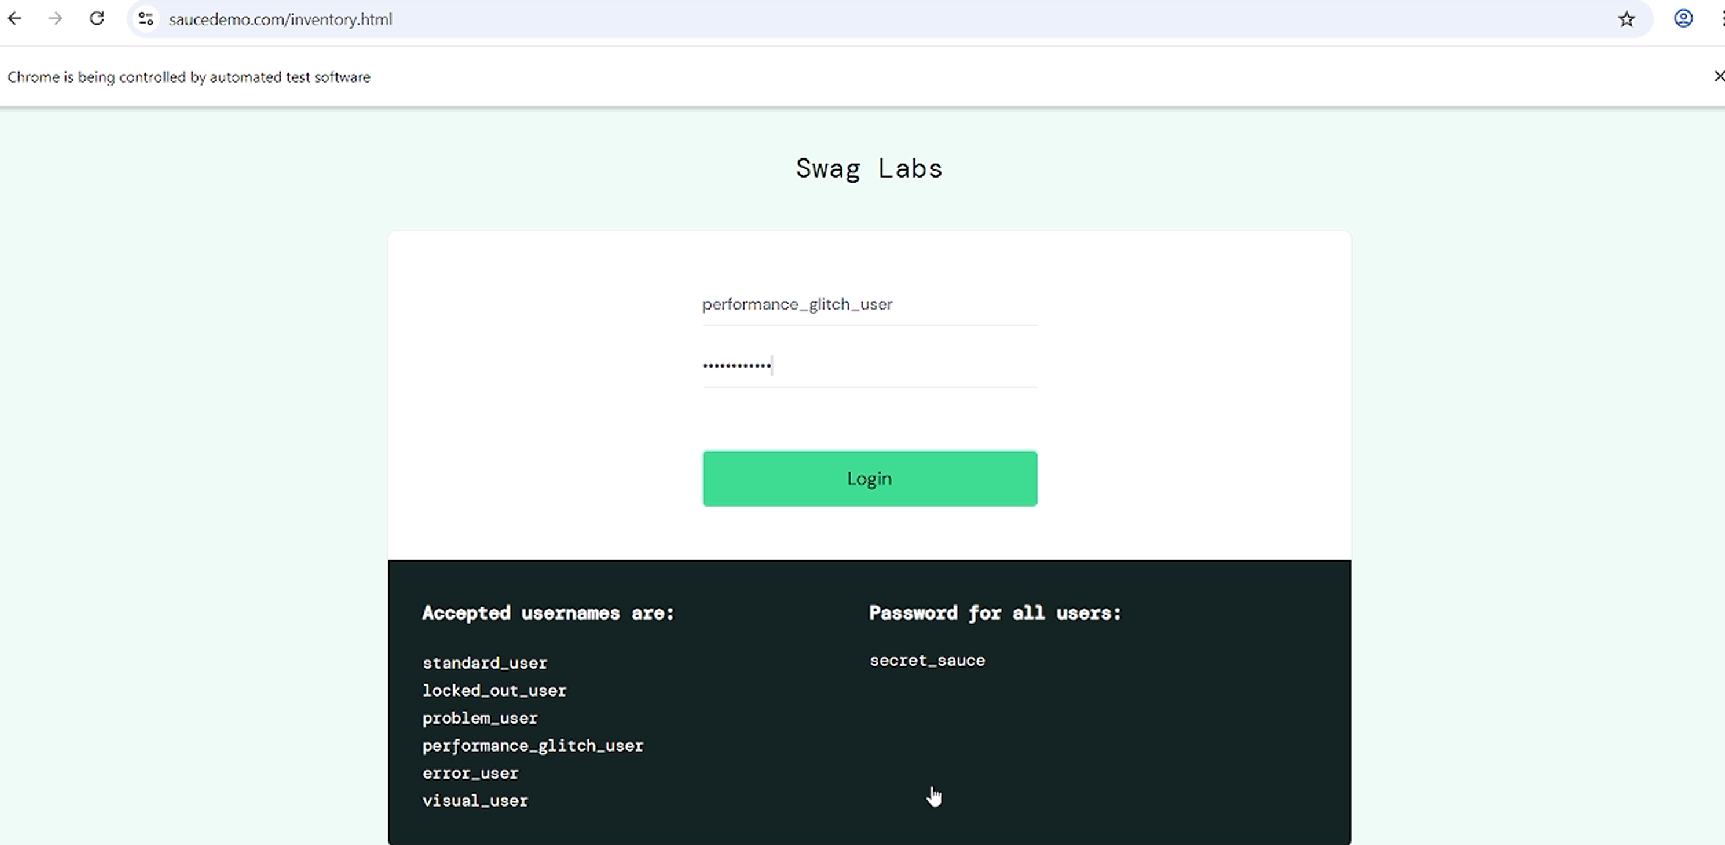 saucedemo.com/inventory.html
Chrome is being controlled by automated test software
Swag Labs
performance_glitch_user
••••••••••••
Login
Accepted usernames are:
standard_user
locked_out_user
problem_user
performance_glitch_user
error_user
visual_user
Password for all users:
secret_sauce